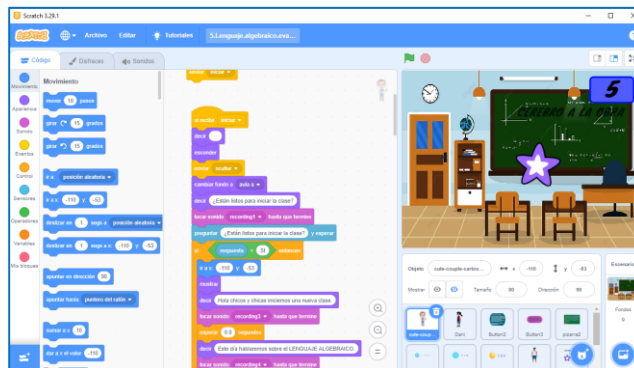 Scratch 3.29.1
SCRATCH
Archivo Editar Tutoriales 5.Lenguaje.algebraico.eva...
Código Disfraces Sonidos
Movimiento
Movimiento
Apariencia
Sonido
Eventos
Control
Sensores
Operadores
Variables
Mis bloques
mover 10 pasos
girar 15 grados
girar 15 grados
ir a posición aleatoria
ir a x: -110 y: -53
deslizar en 1 segs a posición aleatoria
deslizar en 1 segs a x: -110 y: -53
apuntar en dirección 90
apuntar hacia puntero del ratón
sumar a x 10
dar a x el valor -110
al recibir iniciar
decir
esconder
enviar ocultar
cambiar fondo a aula a
decir ¿Están listos para iniciar la clase?
tocar sonido recording1 hasta que termine
preguntar ¿Están listos para iniciar la clase? y esperar
si respuesta = SI entonces
ir a x: -110 y: -53
mostrar
decir Hola chicos y chicas iniciemos una nueva clase.
tocar sonido recording3 hasta que termine
esperar 0.5 segundos
decir Este día hablaremos sobre el LENGUAJE ALGEBRAICO.
tocar sonido recording4 hasta que termine
5
CEREBRO A LA OBRA
Objeto cute-couple-cartoo... x -110 y -53
Mostrar Tamaño 60 Dirección 90
Escenario
Fondos
9
cute-coup...
Dani
Button2
Button3
pizarra2